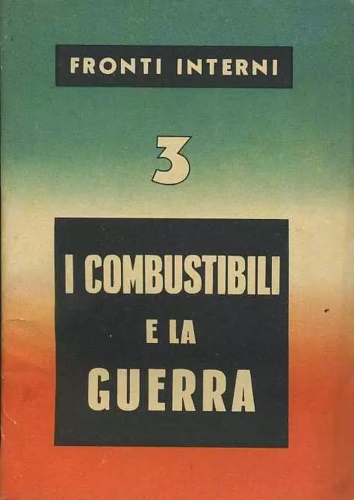 FRONTI INTERNI
3
I COMBUSTIBILI
E LA
GUERRA